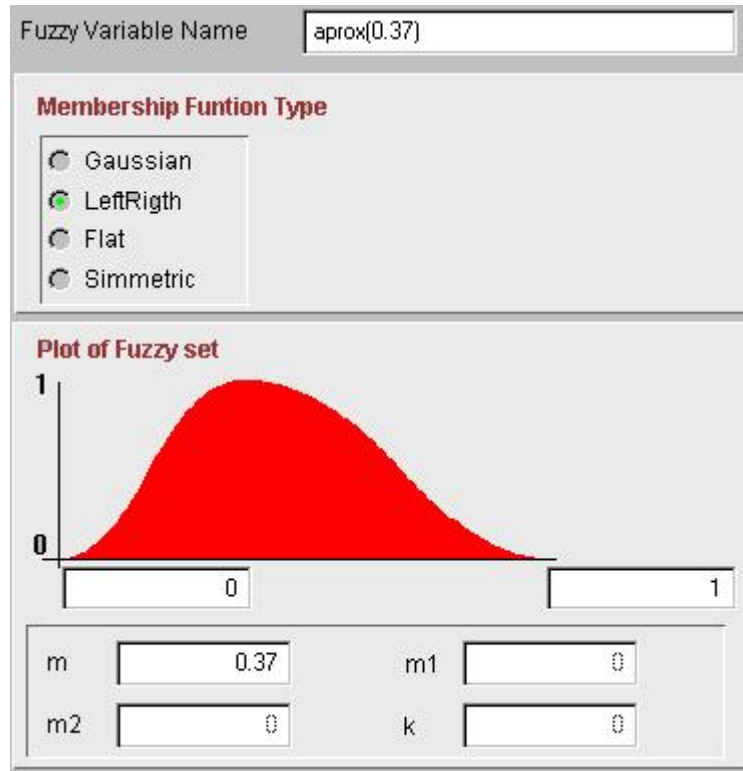 Fuzzy Variable Name aprox(0.37)
Membership Funtion Type
Gaussian
LeftRigth
Flat
Simmetric
Plot of Fuzzy set
1
0
0 1
m 0.37 m1 0
m2 0 k 0